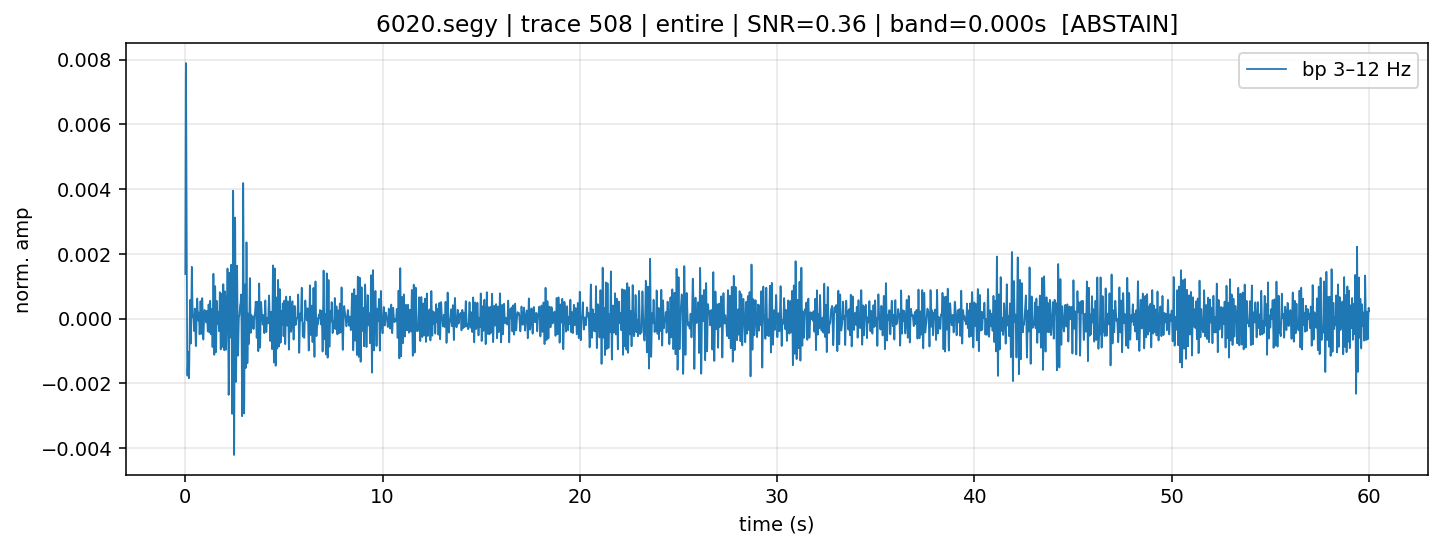 6020.segy | trace 508 | entire | SNR=0.36 | band=0.000s  [ABSTAIN]
bp 3–12 Hz
norm. amp
0.008
0.006
0.004
0.002
0.000
−0.002
−0.004
0 10 20 30 40 50 60
time (s)